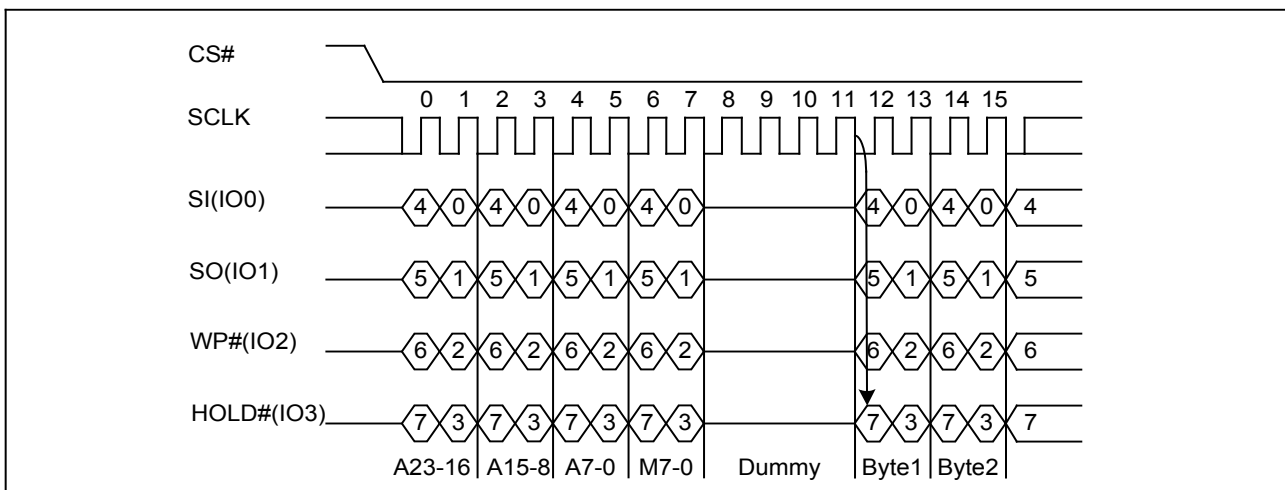 CS#
0 1 2 3 4 5 6 7 8 9 10 11 12 13 14 15
SCLK
SI(IO0) 4 0 4 0 4 0 4 0 4 0 4 0 4
SO(IO1) 5 1 5 1 5 1 5 1 5 1 5 1 5
WP#(IO2) 6 2 6 2 6 2 6 2 6 2 6 2 6
HOLD#(IO3) 7 3 7 3 7 3 7 3 7 3 7 3 7
A23-16 A15-8 A7-0 M7-0 Dummy Byte1 Byte2